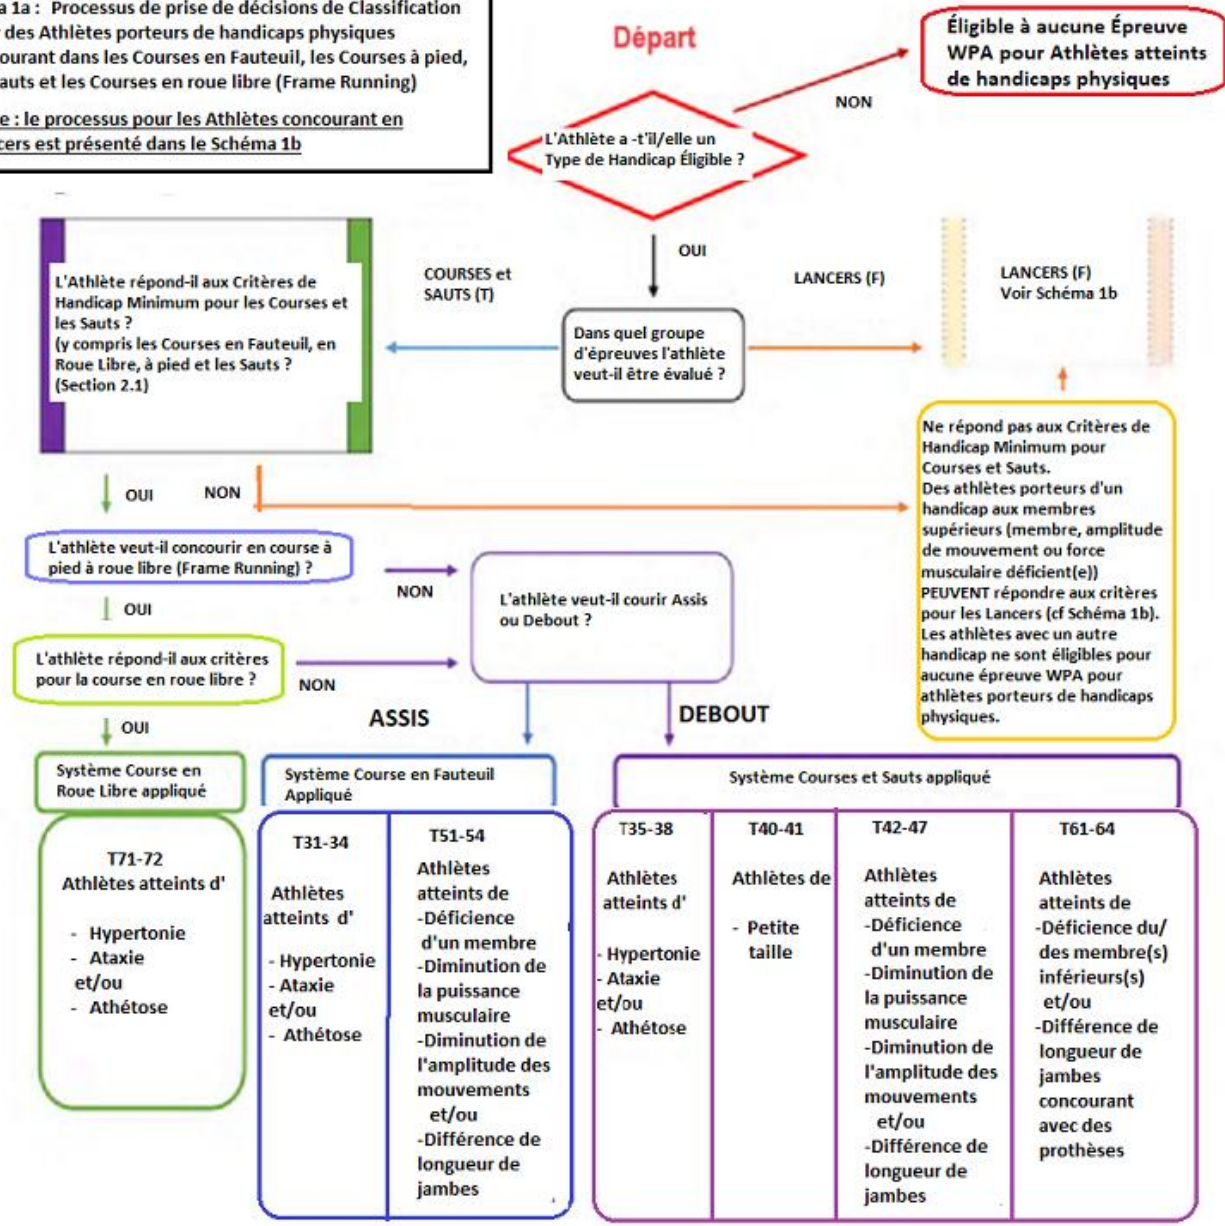 a 1a : Processus de prise de décisions de Classification
des Athlètes porteurs de handicaps physiques
ourant dans les Courses en Fauteuil, les Courses à pied,
auts et les Courses en roue libre (Frame Running)
e : le processus pour les Athlètes concourant en
cers est présenté dans le Schéma 1b
Départ
Éligible à aucune Épreuve
WPA pour Athlètes atteints
de handicaps physiques
NON
L'Athlète a -t'il/elle un
Type de Handicap Éligible ?
OUI
COURSES et
SAUTS (T)
LANCERS (F)
LANCERS (F)
Voir Schéma 1b
L'Athlète répond-il aux Critères de
Handicap Minimum pour les Courses et
les Sauts ?
(y compris les Courses en Fauteuil, en
Roue Libre, à pied et les Sauts ?
(Section 2.1)
Dans quel groupe
d'épreuves l'athlète
veut-il être évalué ?
Ne répond pas aux Critères de
Handicap Minimum pour
Courses et Sauts.
Des athlètes porteurs d'un
handicap aux membres
supérieurs (membre, amplitude
de mouvement ou force
musculaire déficient(e))
PEUVENT répondre aux critères
pour les Lancers (cf Schéma 1b).
Les athlètes avec un autre
handicap ne sont éligibles pour
aucune épreuve WPA pour
athlètes porteurs de handicaps
physiques.
OUI
NON
L'athlète veut-il concourir en course à
pied à roue libre (Frame Running) ?
NON
L'athlète veut-il courir Assis
ou Debout ?
OUI
L'athlète répond-il aux critères
pour la course en roue libre ?
NON
OUI
ASSIS
DEBOUT
Système Course en
Roue Libre appliqué
Système Course en Fauteuil
Appliqué
Système Courses et Sauts appliqué
T71-72
Athlètes atteints d'
- Hypertonie
- Ataxie
et/ou
- Athétose
T31-34
Athlètes
atteints d'
- Hypertonie
- Ataxie
et/ou
- Athétose
T51-54
Athlètes
atteints de
-Déficience
d'un membre
-Diminution de
la puissance
musculaire
-Diminution de
l'amplitude des
mouvements
et/ou
-Différence de
longueur de
jambes
T35-38
Athlètes
atteints d'
- Hypertonie
- Ataxie
et/ou
- Athétose
T40-41
Athlètes de
- Petite
taille
T42-47
Athlètes
atteints de
-Déficience
d'un membre
-Diminution de
la puissance
musculaire
-Diminution de
l'amplitude des
mouvements
et/ou
-Différence de
longueur de
jambes
T61-64
Athlètes
atteints de
-Déficience du/
des membre(s)
inférieurs(s)
et/ou
-Différence de
longueur de
jambes
concourant
avec des
prothèses